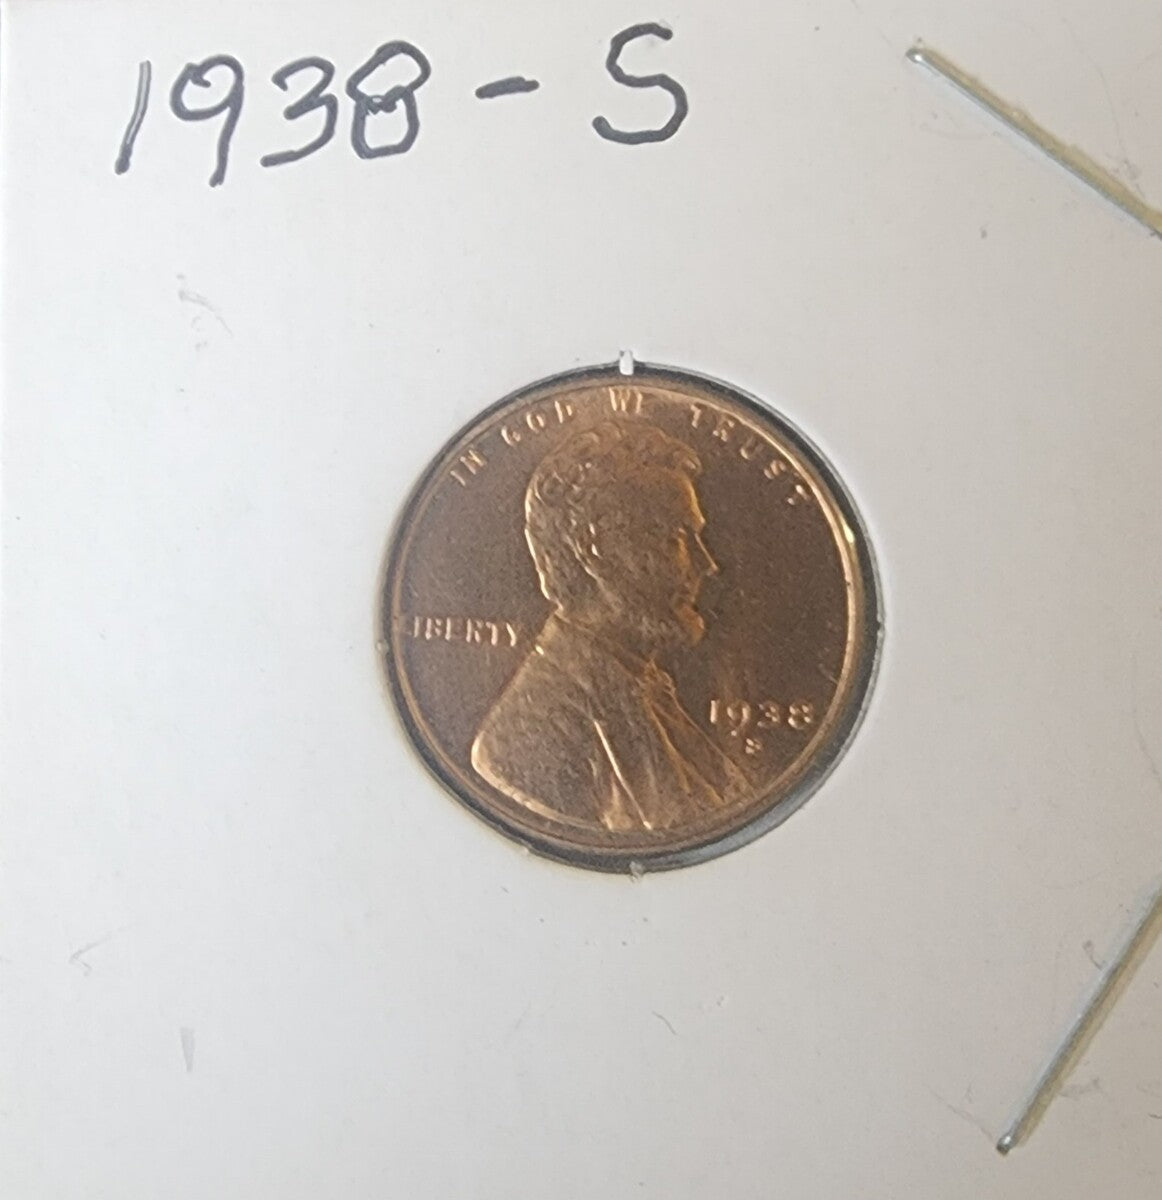 1938-S
IN GOD WE TRUST
LIBERTY
1938
S